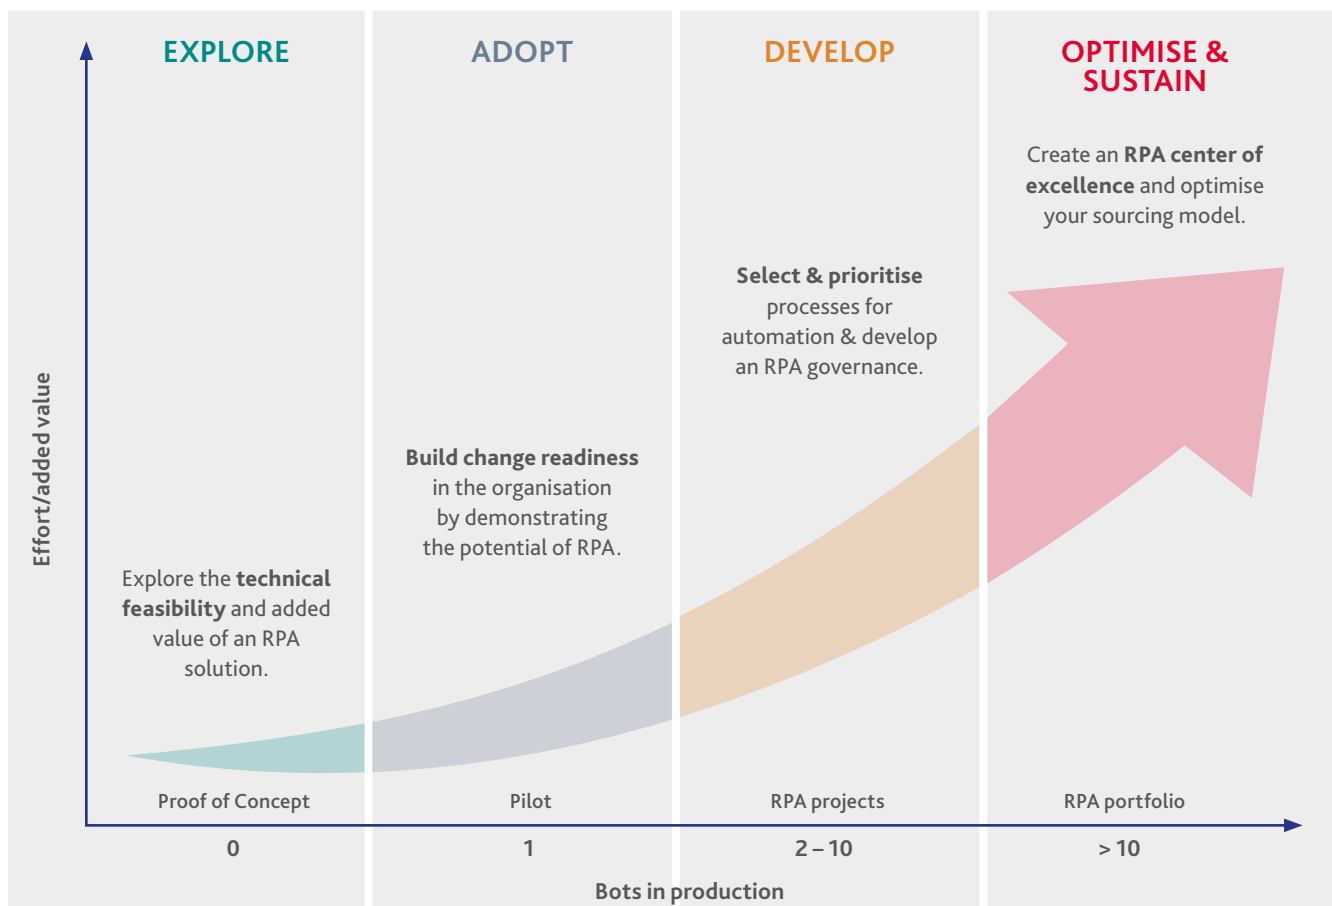 EXPLORE
Explore the technical
feasibility and added
value of an RPA
solution.
Proof of Concept
0
ADOPT
Build change readiness
in the organisation
by demonstrating
the potential of RPA.
Pilot
1
DEVELOP
Select & prioritise
processes for
automation & develop
an RPA governance.
RPA projects
2 – 10
OPTIMISE &
SUSTAIN
Create an RPA center of
excellence and optimise
your sourcing model.
RPA portfolio
> 10
Effort/added value
Bots in production